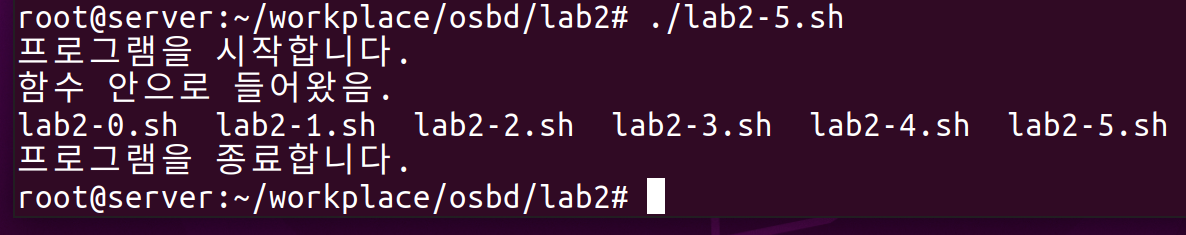 root@server:~/workplace/osbd/lab2# ./lab2-5.sh
프로그램을 시작합니다.
함수 안으로 들어왔음.
lab2-0.sh  lab2-1.sh  lab2-2.sh  lab2-3.sh  lab2-4.sh  lab2-5.sh
프로그램을 종료합니다.
root@server:~/workplace/osbd/lab2#